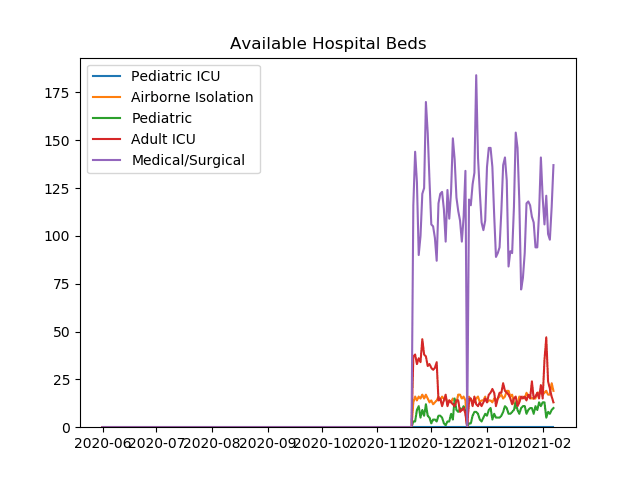 Available Hospital Beds
Pediatric ICU
Airborne Isolation
Pediatric
Adult ICU
Medical/Surgical
175
150
125
100
75
50
25
0
2020-06 2020-07 2020-08 2020-09 2020-10 2020-11 2020-12 2021-01 2021-02